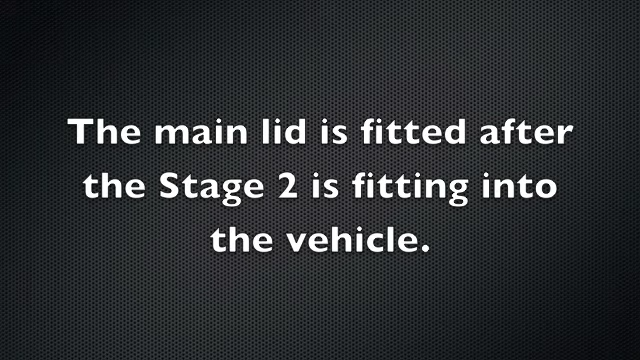 The main lid is fitted after
the Stage 2 is fitting into
the vehicle.